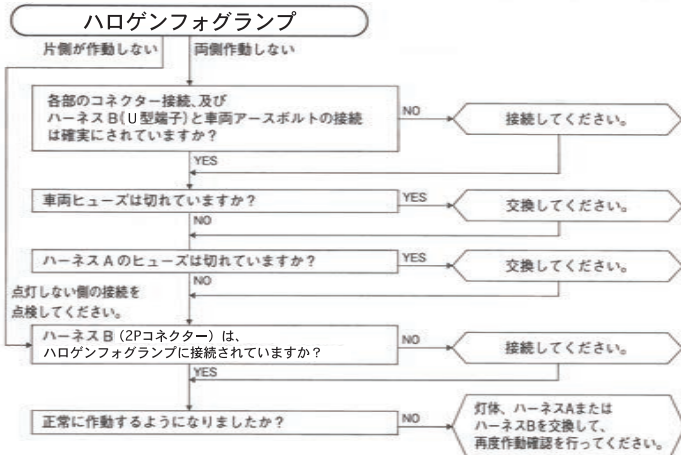 ハロゲンフォグランプ
片側が作動しない
両側作動しない
各部のコネクター接続、及び
ハーネスB(U型端子)と車両アースボルトの接続
は確実にされていますか?
NO
接続してください。
YES
車両ヒューズは切れていますか?
YES
交換してください。
NO
ハーネスAのヒューズは切れていますか?
YES
交換してください。
NO
点灯しない側の接続を
点検してください。
ハーネスB(2Pコネクター)は、
ハロゲンフォグランプに接続されていますか?
NO
接続してください。
YES
正常に作動するようになりましたか?
NO
灯体、ハーネスAまたは
ハーネスBを交換して、
再度作動確認を行ってください。